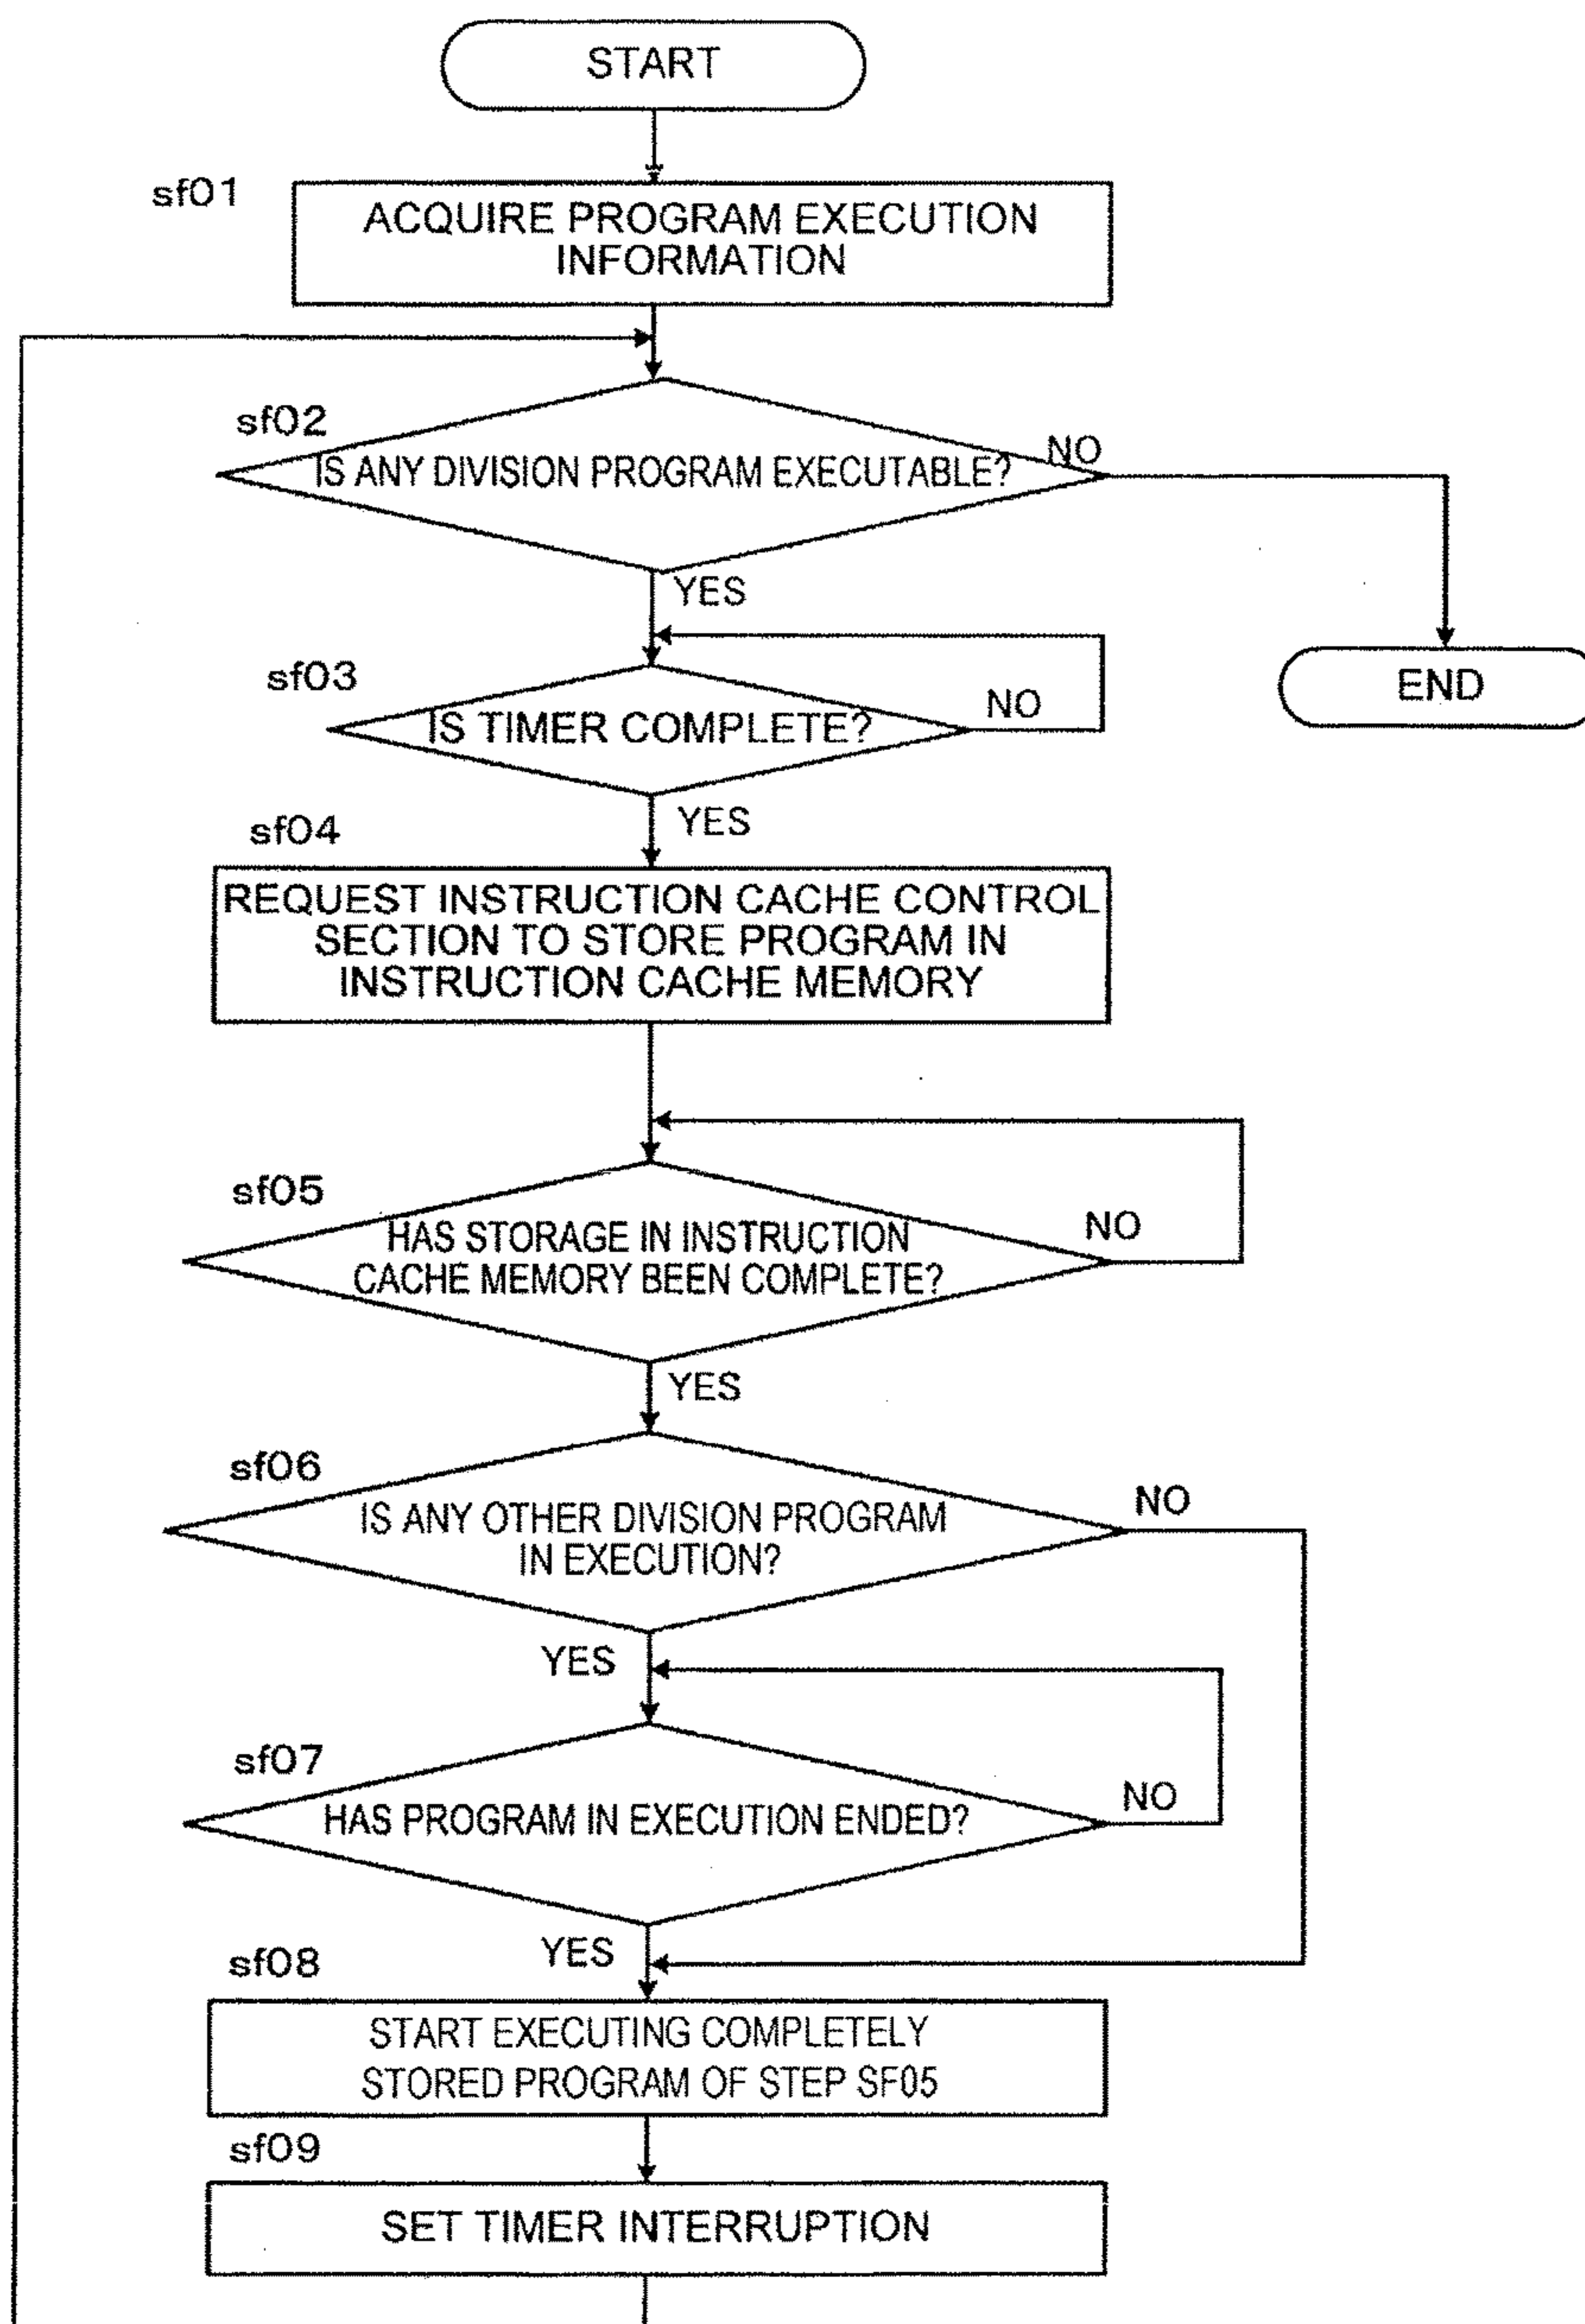 START
sf01
ACQUIRE PROGRAM EXECUTION
INFORMATION
sf02
IS ANY DIVISION PROGRAM EXECUTABLE?
NO
YES
END
sf03
IS TIMER COMPLETE?
NO
YES
sf04
REQUEST INSTRUCTION CACHE CONTROL
SECTION TO STORE PROGRAM IN
INSTRUCTION CACHE MEMORY
sf05
HAS STORAGE IN INSTRUCTION
CACHE MEMORY BEEN COMPLETE?
NO
YES
sf06
IS ANY OTHER DIVISION PROGRAM
IN EXECUTION?
NO
YES
sf07
HAS PROGRAM IN EXECUTION ENDED?
NO
YES
sf08
START EXECUTING COMPLETELY
STORED PROGRAM OF STEP SF05
sf09
SET TIMER INTERRUPTION